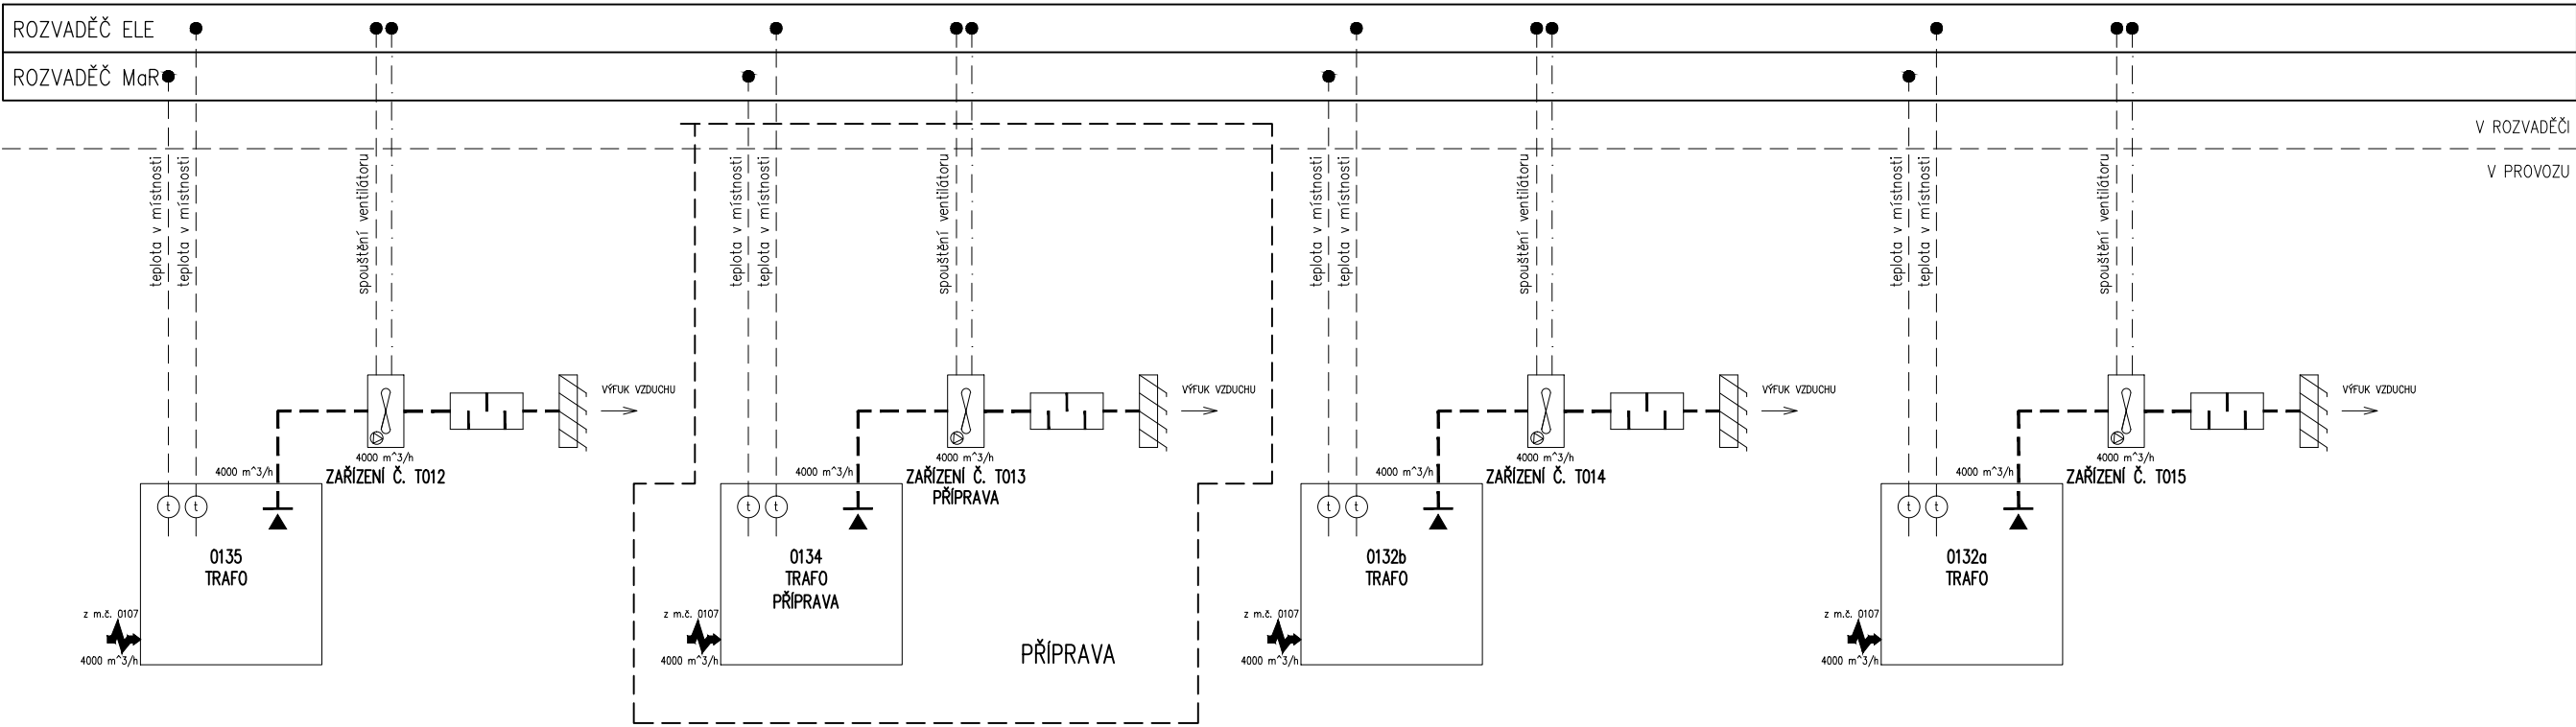 ROZVADĚČ ELE
ROZVADĚČ MaR
V ROZVADĚČI
V PROVOZU
teplota v místnosti
teplota v místnosti
spouštění ventilátoru
teplota v místnosti
teplota v místnosti
spouštění ventilátoru
teplota v místnosti
teplota v místnosti
spouštění ventilátoru
teplota v místnosti
teplota v místnosti
spouštění ventilátoru
VÝFUK VZDUCHU
VÝFUK VZDUCHU
VÝFUK VZDUCHU
VÝFUK VZDUCHU
4000 m^3/h
4000 m^3/h
ZAŘÍZENÍ Č. T012
4000 m^3/h
4000 m^3/h
ZAŘÍZENÍ Č. T013
PŘÍPRAVA
4000 m^3/h
4000 m^3/h
ZAŘÍZENÍ Č. T014
4000 m^3/h
4000 m^3/h
ZAŘÍZENÍ Č. T015
t
t
t
t
t
t
t
t
0135
TRAFO
0134
TRAFO
PŘÍPRAVA
0132b
TRAFO
0132a
TRAFO
z m.č. 0107
4000 m^3/h
z m.č. 0107
4000 m^3/h
PŘÍPRAVA
z m.č. 0107
4000 m^3/h
z m.č. 0107
4000 m^3/h